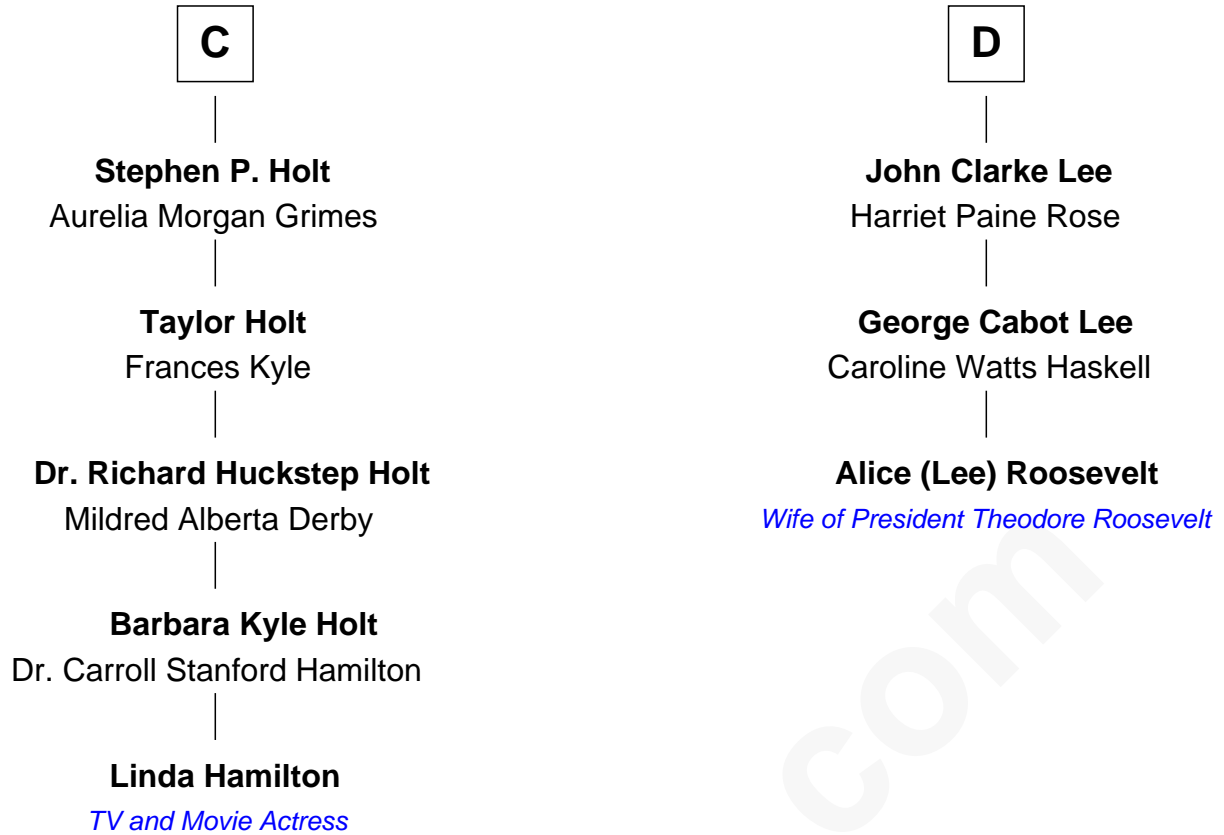 C
Stephen P. Holt
Aurelia Morgan Grimes
Taylor Holt
Frances Kyle
Dr. Richard Huckstep Holt
Mildred Alberta Derby
Barbara Kyle Holt
Dr. Carroll Stanford Hamilton
Linda Hamilton
TV and Movie Actress
D
John Clarke Lee
Harriet Paine Rose
George Cabot Lee
Caroline Watts Haskell
Alice (Lee) Roosevelt
Wife of President Theodore Roosevelt
com